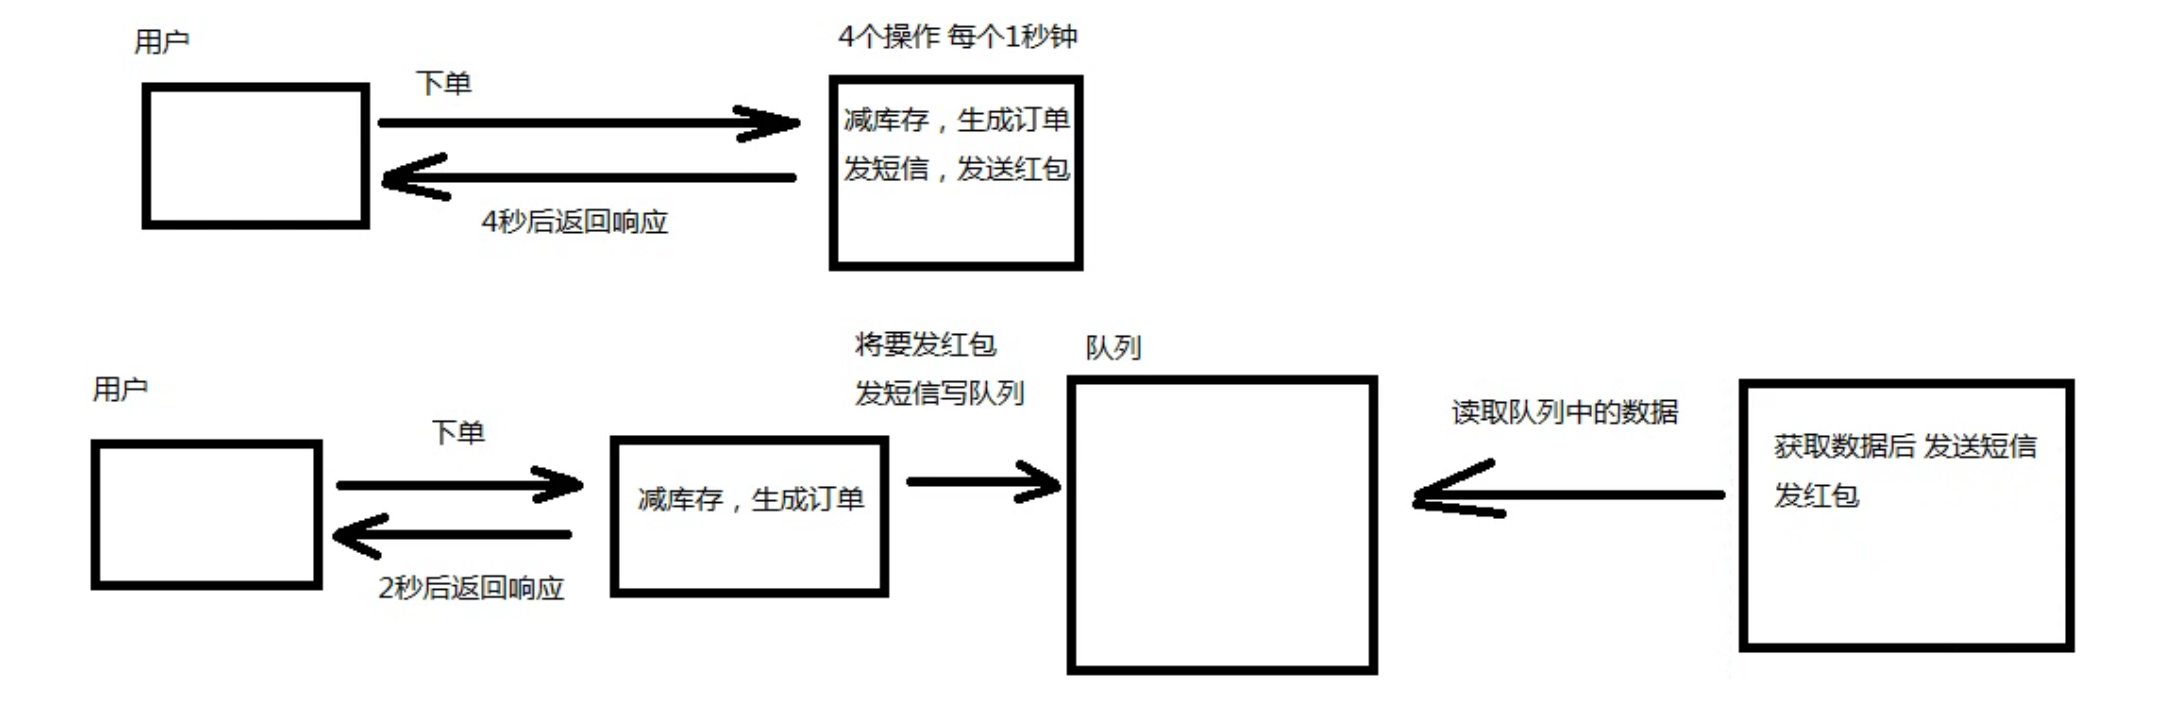 用户
下单
4秒后返回响应
4个操作 每个1秒钟
减库存，生成订单
发短信，发送红包
用户
下单
2秒后返回响应
减库存，生成订单
将要发红包
发短信写队列
队列
读取队列中的数据
获取数据后 发送短信
发红包